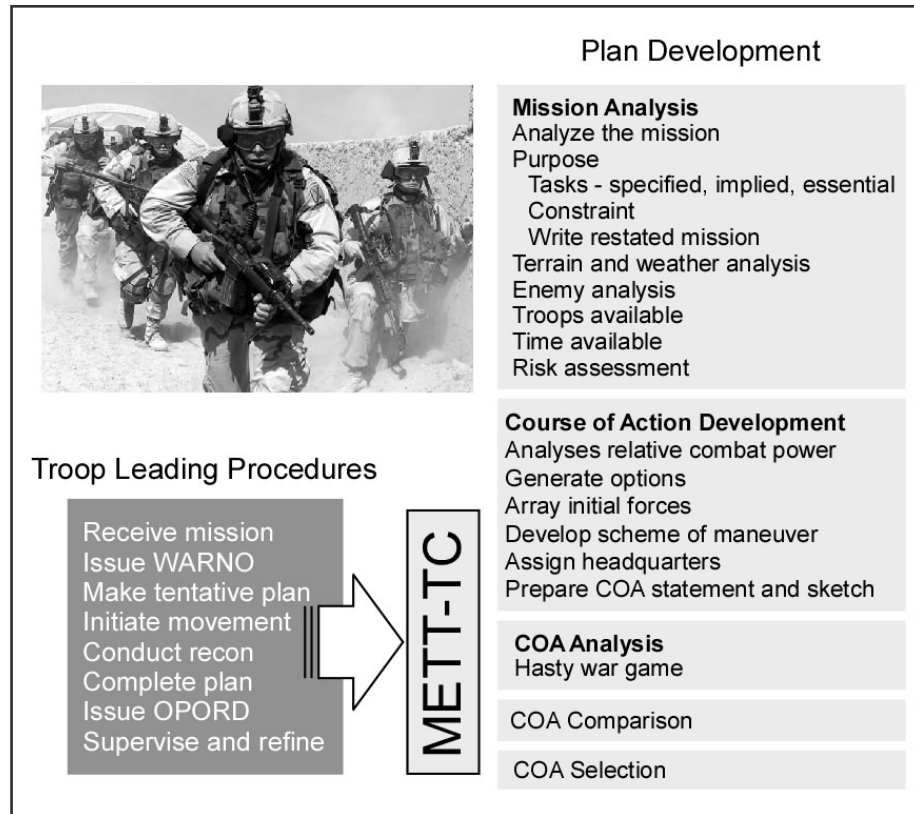 Plan Development
Mission Analysis
Analyze the mission
Purpose
Tasks - specified, implied, essential
Constraint
Write restated mission
Terrain and weather analysis
Enemy analysis
Troops available
Time available
Risk assessment
Course of Action Development
Analyses relative combat power
Generate options
Array initial forces
Develop scheme of maneuver
Assign headquarters
Prepare COA statement and sketch
COA Analysis
Hasty war game
COA Comparison
COA Selection
Troop Leading Procedures
Receive mission
Issue WARNO
Make tentative plan
Initiate movement
Conduct recon
Complete plan
Issue OPORD
Supervise and refine
METT-TC